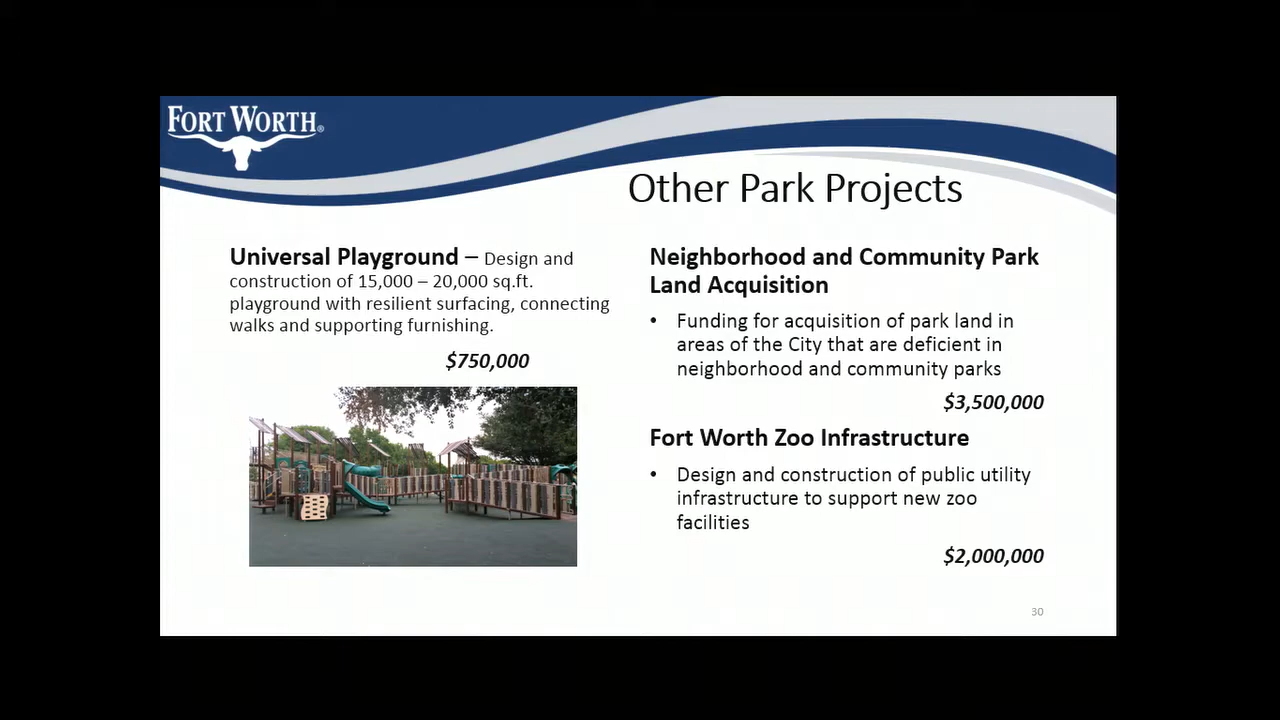 FORT WORTH®
Other Park Projects
Universal Playground – Design and
construction of 15,000 – 20,000 sq.ft.
playground with resilient surfacing, connecting
walks and supporting furnishing.
$750,000
Neighborhood and Community Park
Land Acquisition
• Funding for acquisition of park land in
areas of the City that are deficient in
neighborhood and community parks
$3,500,000
Fort Worth Zoo Infrastructure
• Design and construction of public utility
infrastructure to support new zoo
facilities
$2,000,000
30